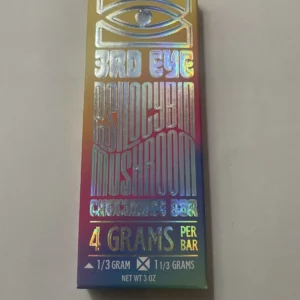 3RD EYE
PSILOCYBIN
MUSHROOM
CHOCOLATE BAR
4 GRAMS PER BAR
1/3 GRAM 1 1/3 GRAMS
NET WT 3 OZ